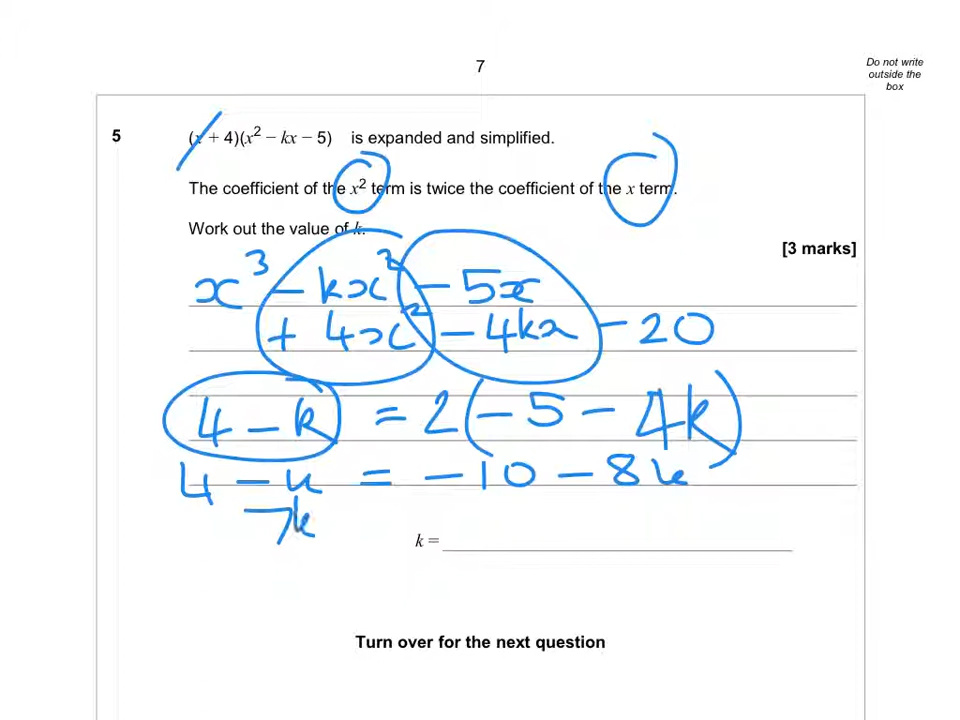 7
Do not write
outside the
box
5 (x + 4)(x² − kx − 5) is expanded and simplified.
The coefficient of the x² term is twice the coefficient of the x term.
Work out the value of k.
[3 marks]
x³ − kx² − 5x
+ 4x² − 4kx − 20
4 − k = 2(−5 − 4k)
4 − k = −10 − 8k
7k
k =
Turn over for the next question